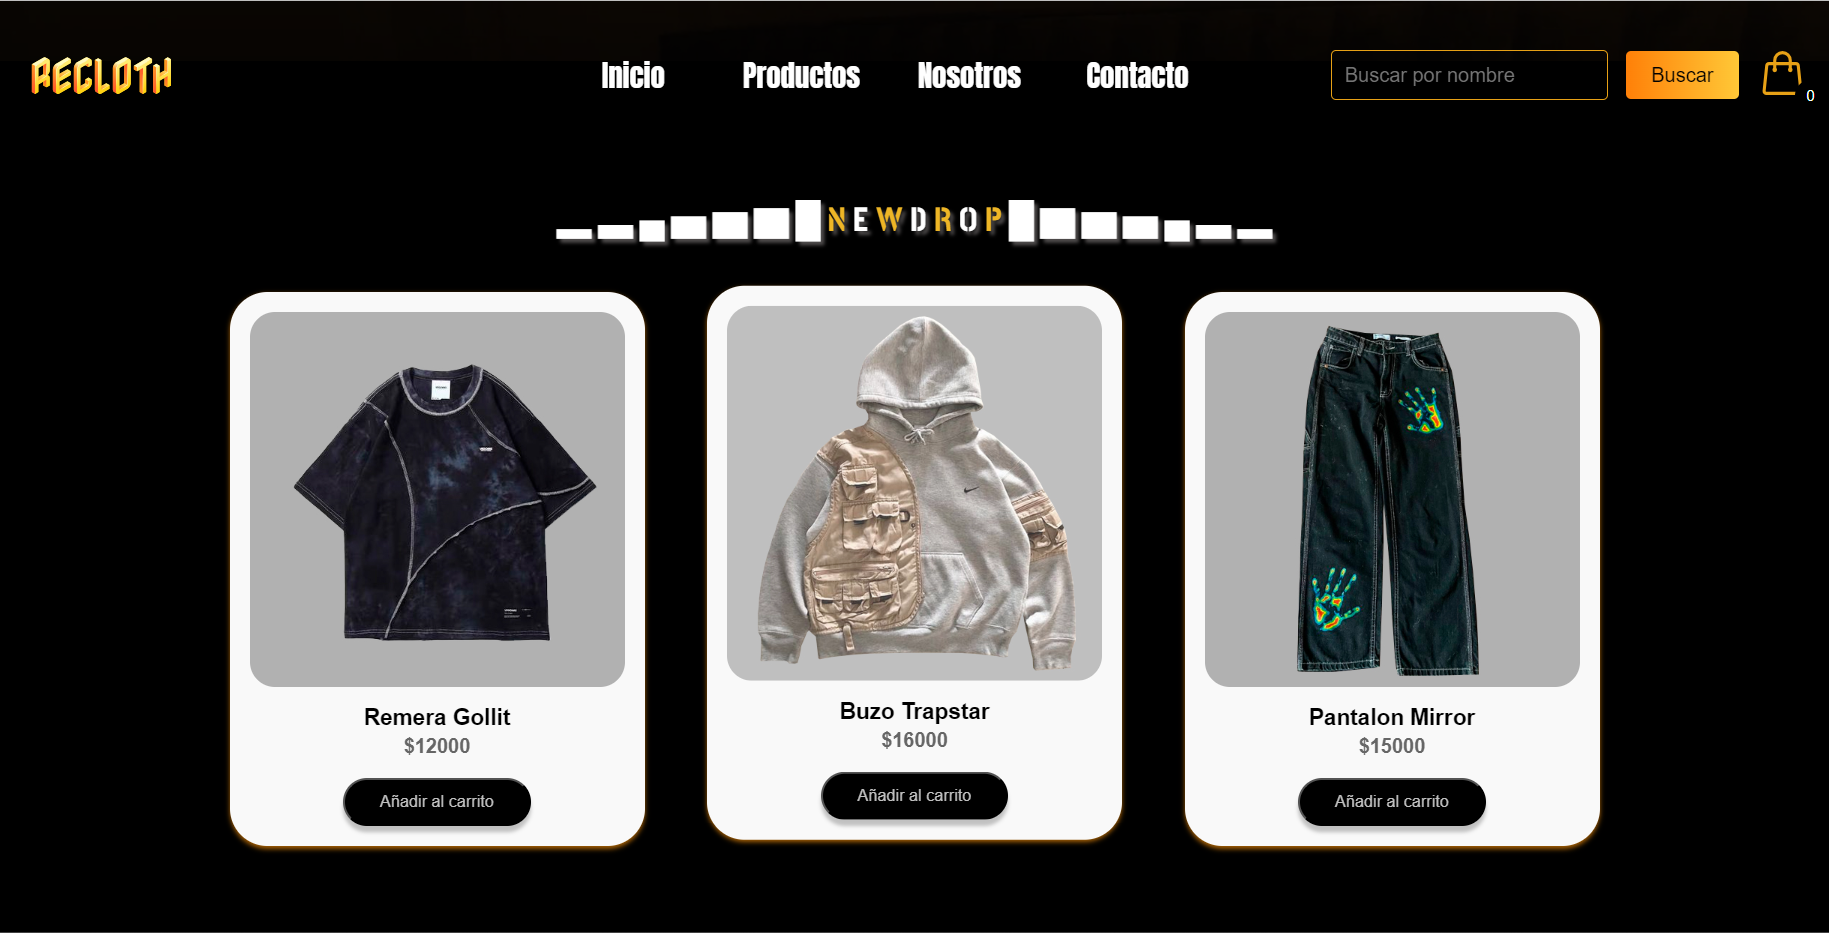 RECLOTH
Inicio
Productos
Nosotros
Contacto
Buscar por nombre
Buscar
0
NEWDROP
Remera Gollit
$12000
Añadir al carrito
Buzo Trapstar
$16000
Añadir al carrito
Pantalon Mirror
$15000
Añadir al carrito